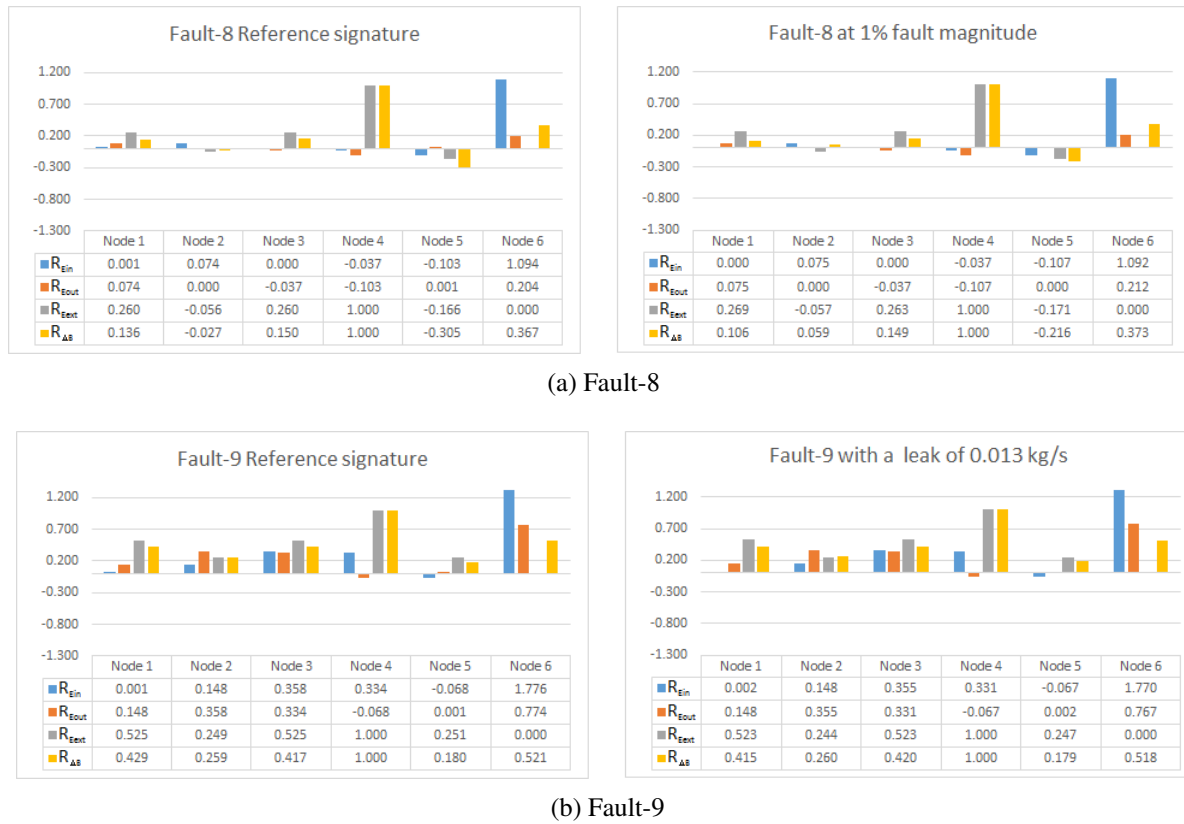 Fault-8 Reference signature
1.200
0.700
0.200
-0.300
-0.800
-1.300
Node 1 Node 2 Node 3 Node 4 Node 5 Node 6
R_Ein 0.001 0.074 0.000 -0.037 -0.103 1.094
R_Eout 0.074 0.000 -0.037 -0.103 0.001 0.204
R_Eext 0.260 -0.056 0.260 1.000 -0.166 0.000
R_ΔB 0.136 -0.027 0.150 1.000 -0.305 0.367
Fault-8 at 1% fault magnitude
1.200
0.700
0.200
-0.300
-0.800
-1.300
Node 1 Node 2 Node 3 Node 4 Node 5 Node 6
R_Ein 0.000 0.075 0.000 -0.037 -0.107 1.092
R_Eout 0.075 0.000 -0.037 -0.107 0.000 0.212
R_Eext 0.269 -0.057 0.263 1.000 -0.171 0.000
R_ΔB 0.106 0.059 0.149 1.000 -0.216 0.373
(a) Fault-8
Fault-9 Reference signature
1.200
0.700
0.200
-0.300
-0.800
-1.300
Node 1 Node 2 Node 3 Node 4 Node 5 Node 6
R_Ein 0.001 0.148 0.358 0.334 -0.068 1.776
R_Eout 0.148 0.358 0.334 -0.068 0.001 0.774
R_Eext 0.525 0.249 0.525 1.000 0.251 0.000
R_ΔB 0.429 0.259 0.417 1.000 0.180 0.521
Fault-9 with a leak of 0.013 kg/s
1.200
0.700
0.200
-0.300
-0.800
-1.300
Node 1 Node 2 Node 3 Node 4 Node 5 Node 6
R_Ein 0.002 0.148 0.355 0.331 -0.067 1.770
R_Eout 0.148 0.355 0.331 -0.067 0.002 0.767
R_Eext 0.523 0.244 0.523 1.000 0.247 0.000
R_ΔB 0.415 0.260 0.420 1.000 0.179 0.518
(b) Fault-9